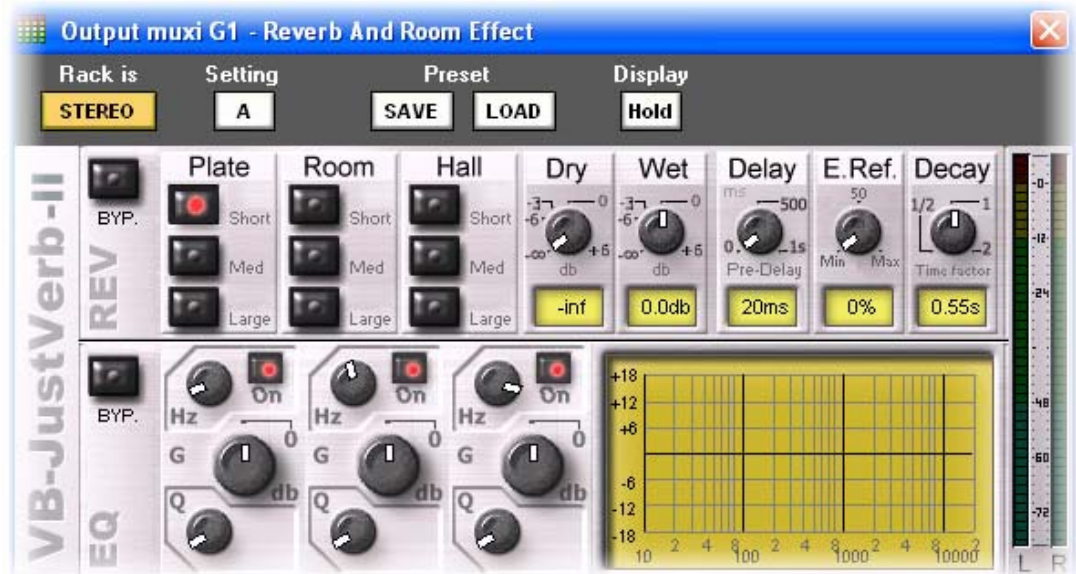 Output muxi G1 - Reverb And Room Effect
Rack is Setting Preset Display
STEREO A SAVE LOAD Hold
VB-JustVerb-II
REV
BYP.
Plate
Short
Med
Large
Room
Short
Med
Large
Hall
Short
Med
Large
Dry
-3 0
-6
-∞ +6
db
-inf
Wet
-3 0
-6
-∞ +6
db
0.0db
Delay
ms 500
0. 1s
Pre-Delay
20ms
E.Ref.
50
Min Max
0%
Decay
1/2 1
2
Time factor
0.55s
EQ
BYP.
On
Hz
0
G
db
Q
On
Hz
0
G
db
Q
On
Hz
0
G
db
Q
+18
+12
+6
-6
-12
-18
10 2 4 8 100 2 4 8 1000 2 4 8 10000 2
-0-
-12-
-24-
-48
-60
-72
L R